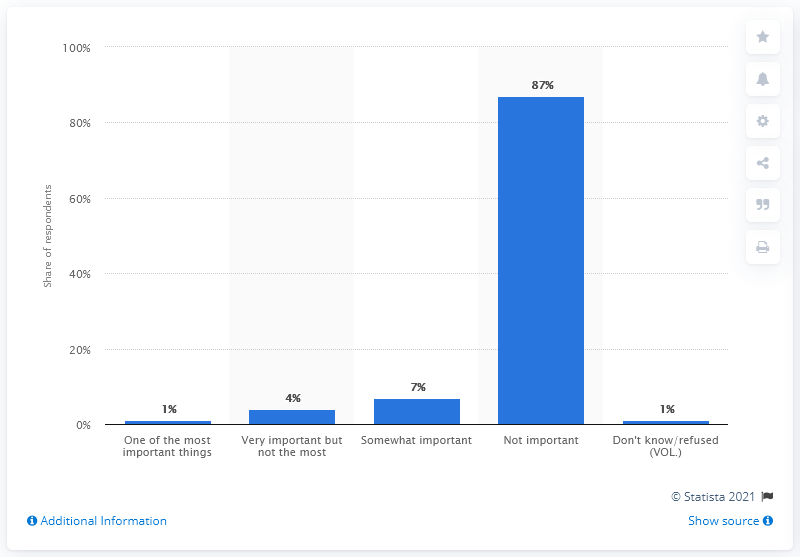 100%
80%
60%
40%
20%
0%
Share of respondents
1%
4%
7%
87%
1%
One of the most
important things
Very important but
not the most
Somewhat important
Not important
Don't know/refused
(VOL.)
© Statista 2021
Additional Information
Show source